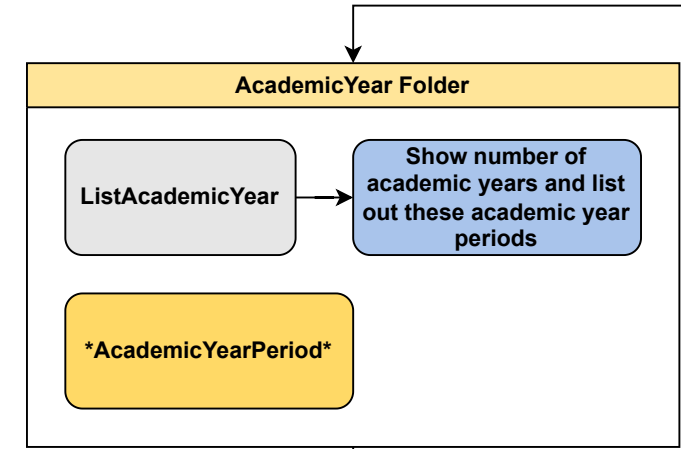 AcademicYear Folder
ListAcademicYear
Show number of
academic years and list
out these academic year
periods
*AcademicYearPeriod*